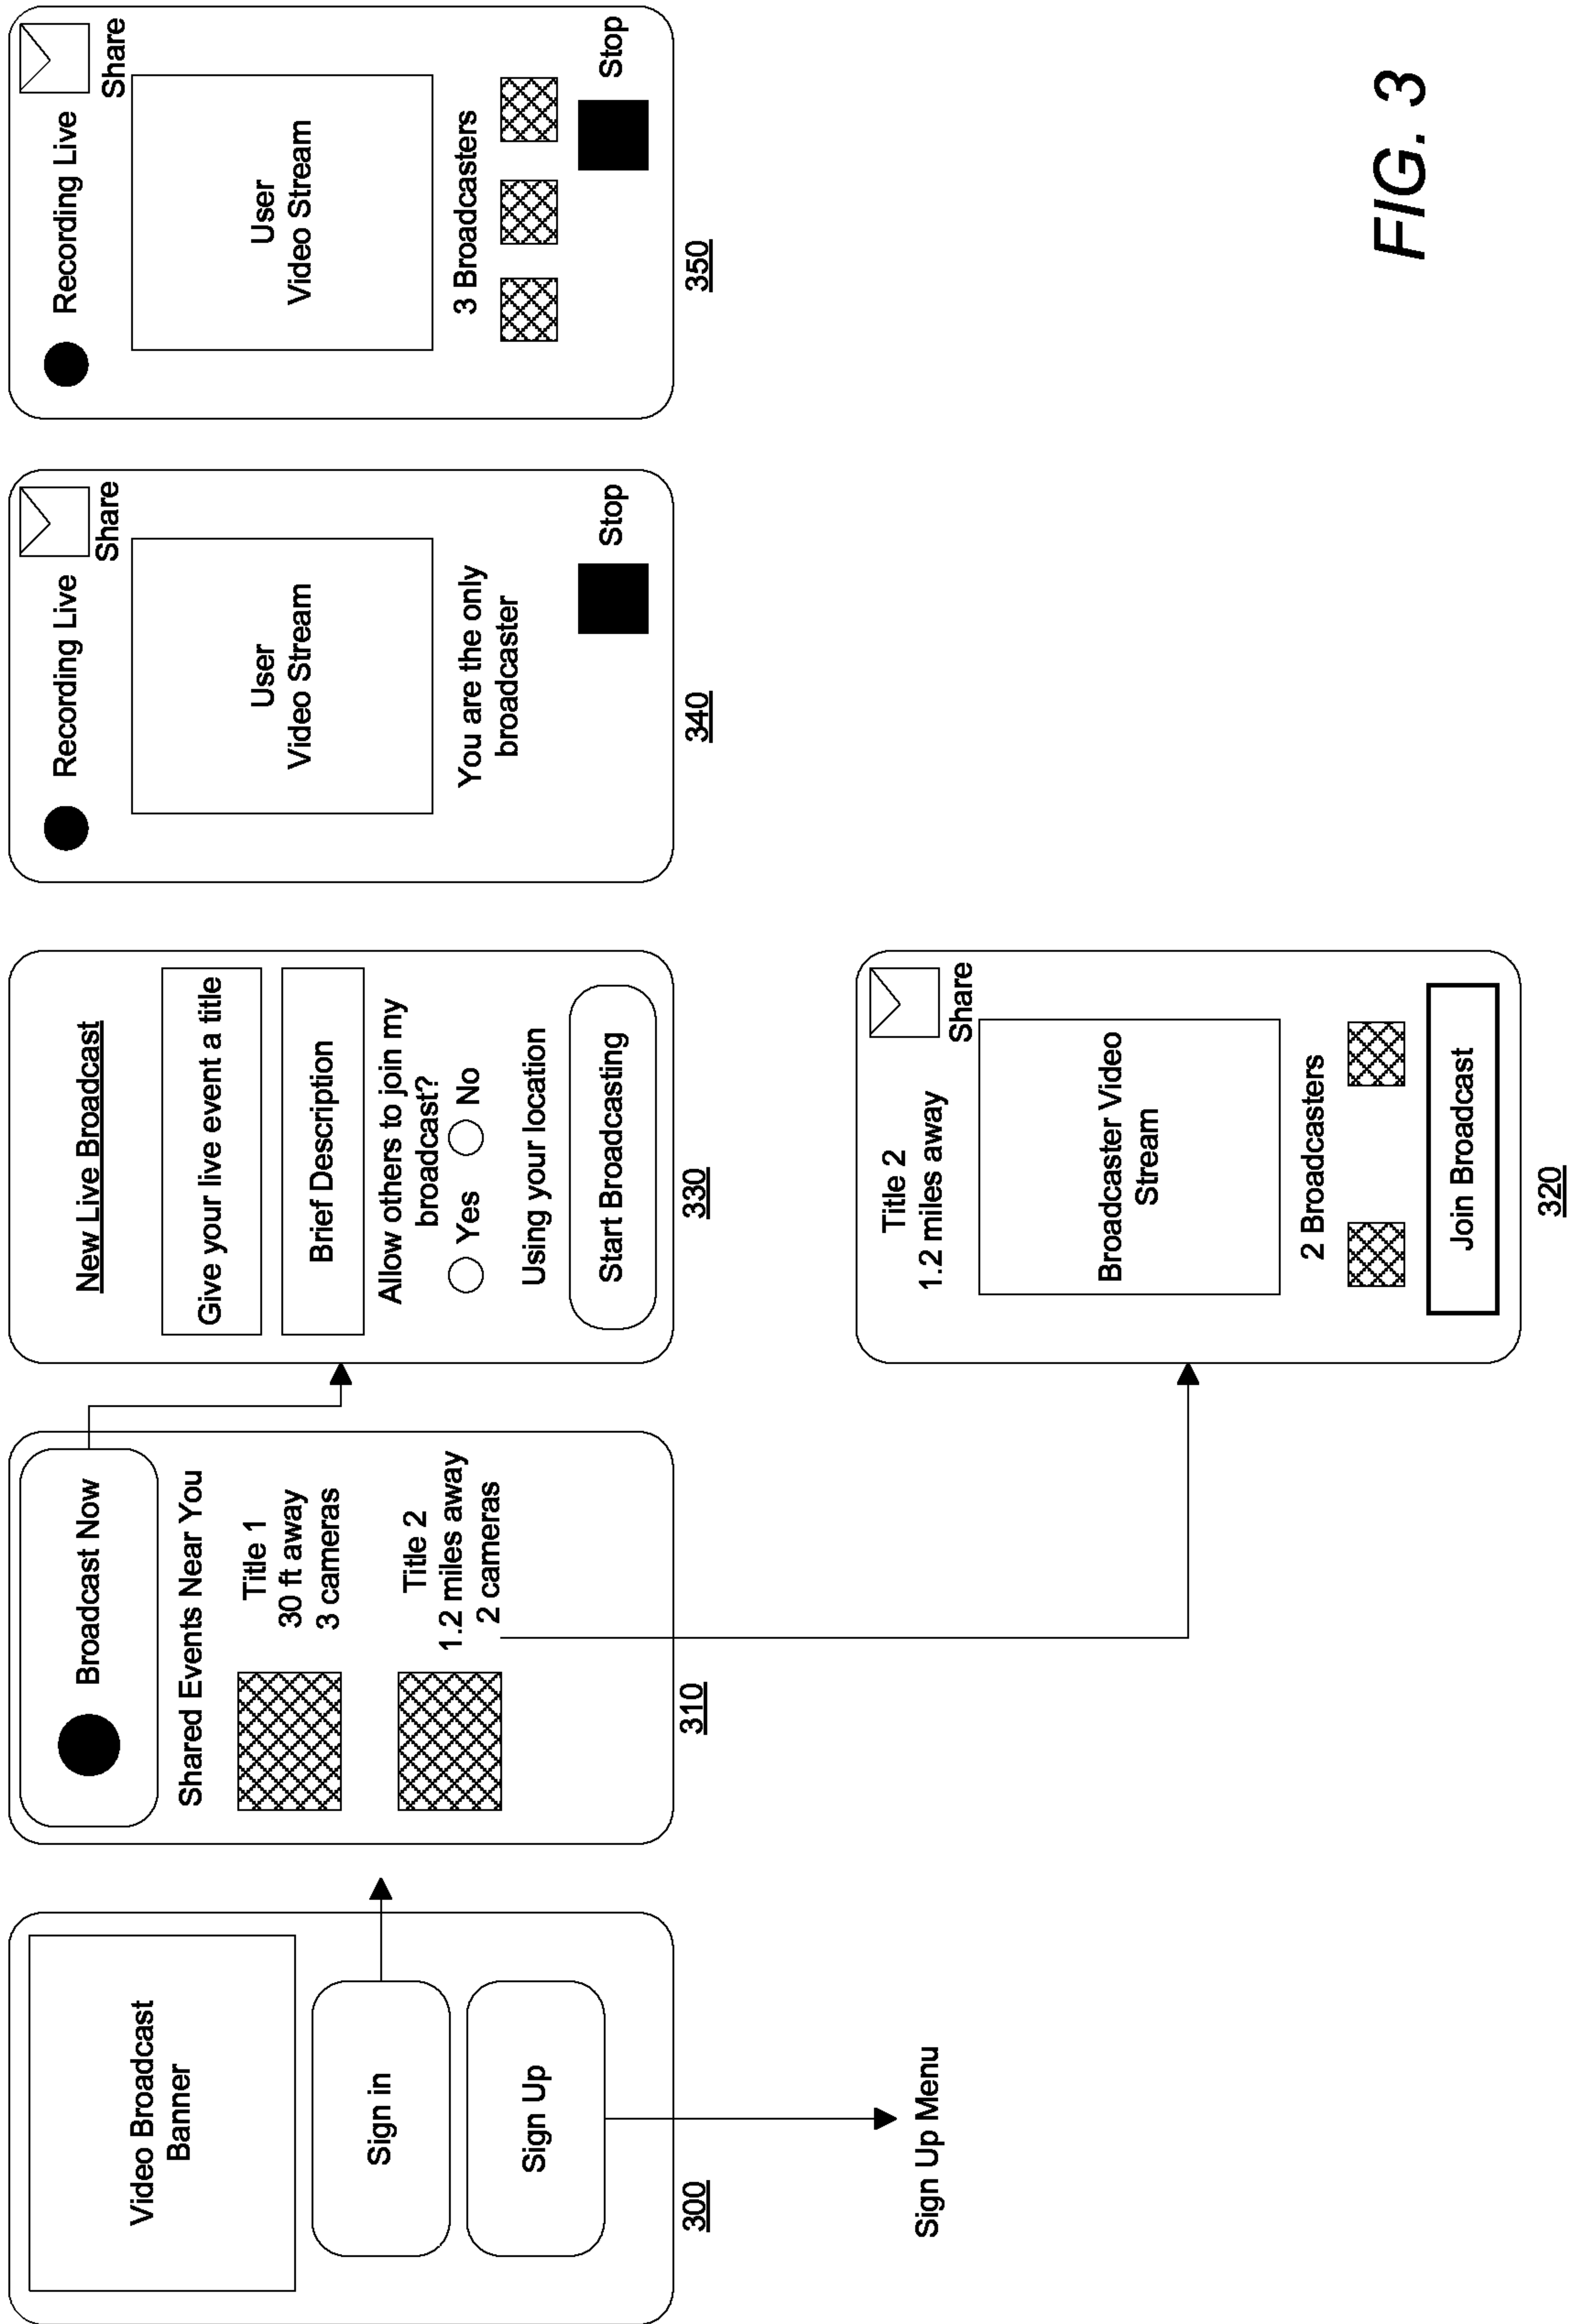 Video Broadcast
Banner
Sign in
Sign Up
300
Sign Up Menu
Broadcast Now
Shared Events Near You
Title 1
30 ft away
3 cameras
Title 2
1.2 miles away
2 cameras
310
New Live Broadcast
Give your live event a title
Brief Description
Allow others to join my
broadcast?
Yes No
Using your location
Start Broadcasting
330
Title 2
1.2 miles away
Share
Broadcaster Video
Stream
2 Broadcasters
Join Broadcast
320
Recording Live
Share
User
Video Stream
You are the only
broadcaster
Stop
340
Recording Live
Share
User
Video Stream
3 Broadcasters
Stop
350
FIG. 3